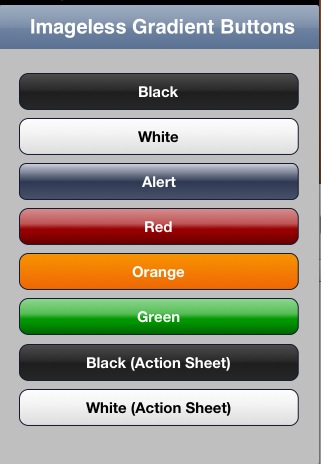 Imageless Gradient Buttons
Black
White
Alert
Red
Orange
Green
Black (Action Sheet)
White (Action Sheet)